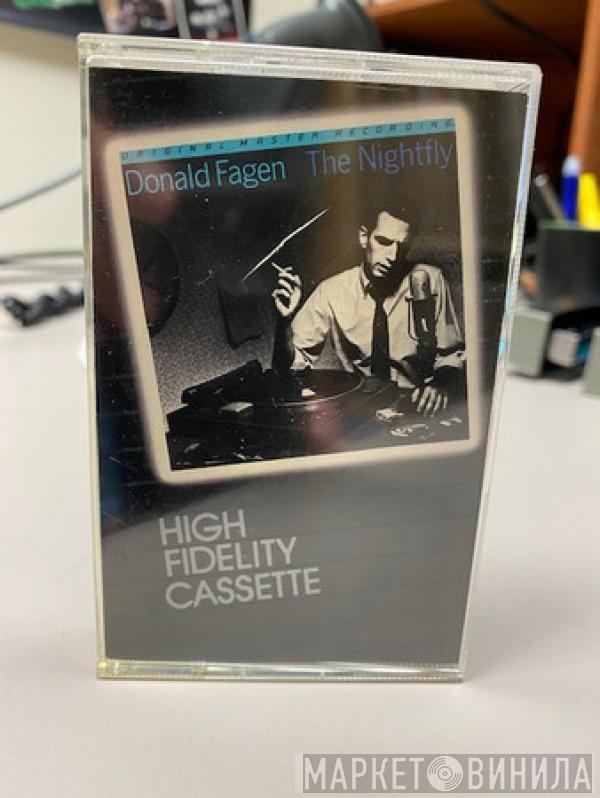 ORIGINAL MASTER RECORDING
Donald Fagen The Nightfly
HIGH
FIDELITY
CASSETTE
МАРКЕТ ВИНИЛА